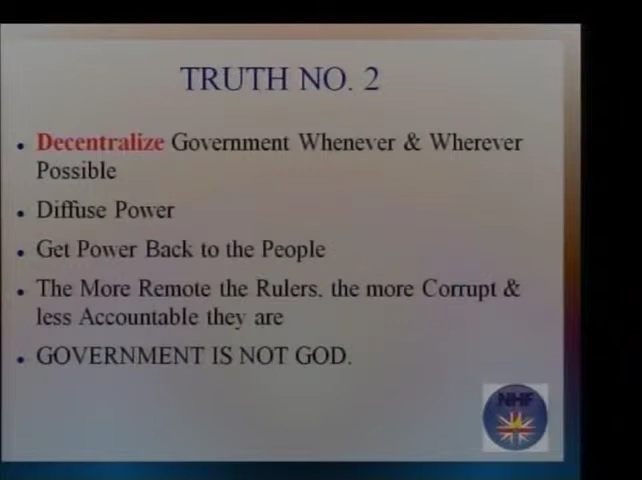 TRUTH NO. 2
Decentralize Government Whenever & Wherever
Possible
Diffuse Power
Get Power Back to the People
The More Remote the Rulers, the more Corrupt &
less Accountable they are
GOVERNMENT IS NOT GOD.
NHF